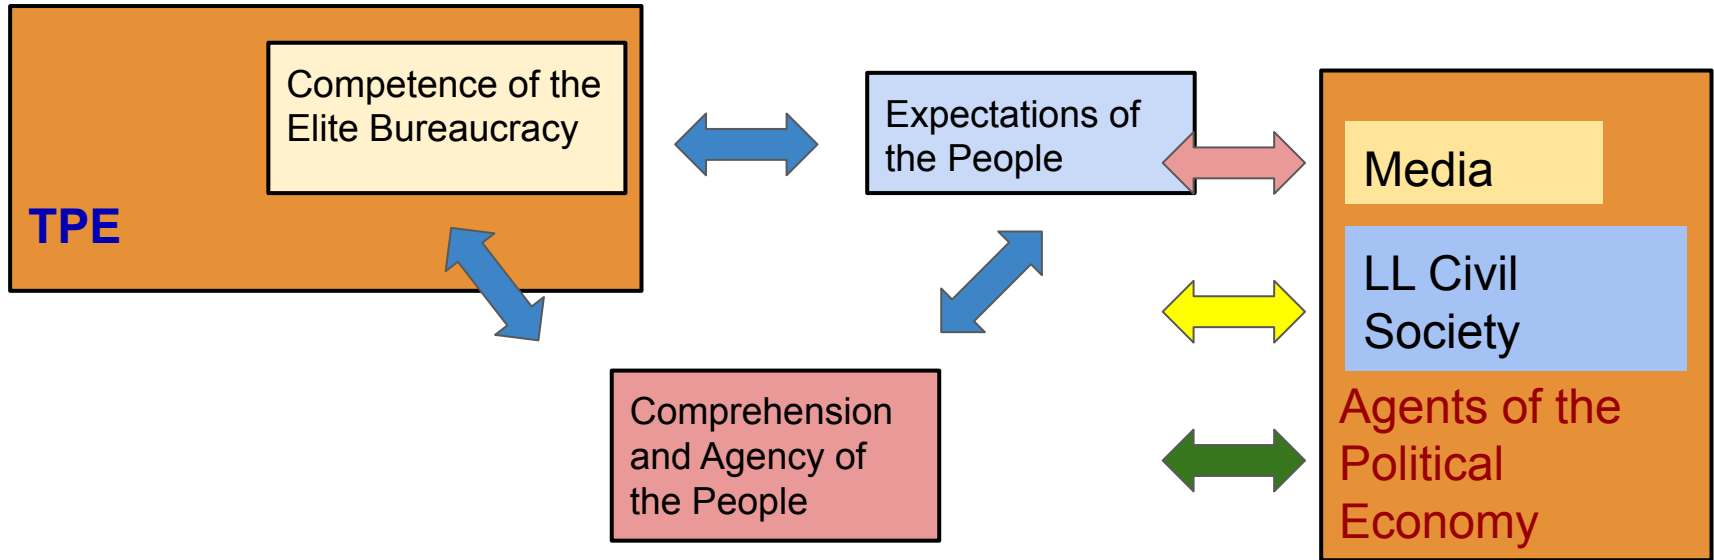 Competence of the
Elite Bureaucracy
TPE
Expectations of
the People
Comprehension
and Agency of
the People
Media
LL Civil
Society
Agents of the
Political
Economy